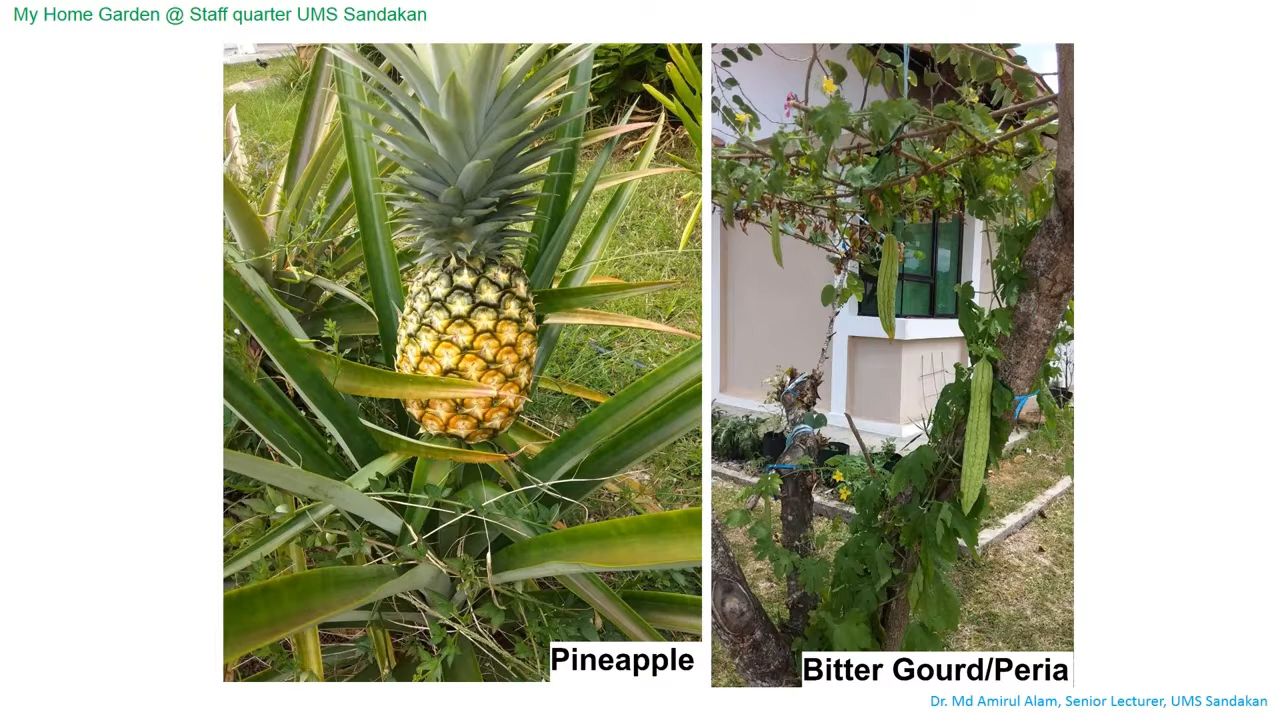 My Home Garden @ Staff quarter UMS Sandakan
Pineapple
Bitter Gourd/Peria
Dr. Md Amirul Alam, Senior Lecturer, UMS Sandakan